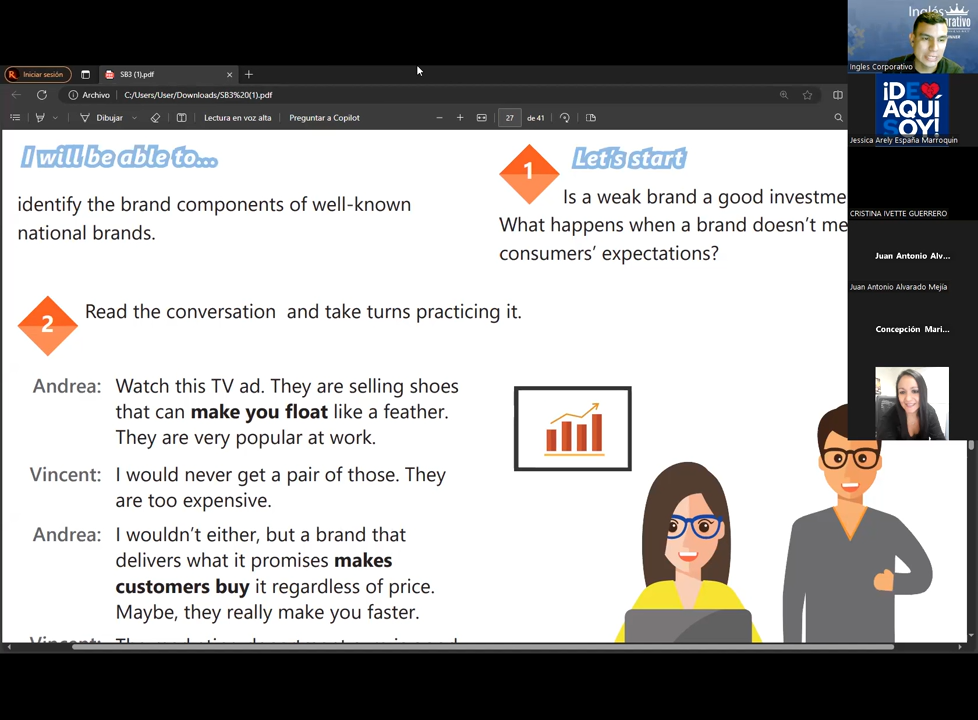 Iniciar sesión
SB3 (1).pdf
Archivo
C:/Users/User/Downloads/SB3%20(1).pdf
Dibujar
Lectura en voz alta
Preguntar a Copilot
27
de 41
I will be able to...
identify the brand components of well-known
national brands.
1
Let's start
Is a weak brand a good investme
What happens when a brand doesn't me
consumers' expectations?
2
Read the conversation and take turns practicing it.
Andrea: Watch this TV ad. They are selling shoes
that can make you float like a feather.
They are very popular at work.
Vincent: I would never get a pair of those. They
are too expensive.
Andrea: I wouldn't either, but a brand that
delivers what it promises makes
customers buy it regardless of price.
Maybe, they really make you faster.
Inglés
Ingles Corporativo
¡DE
AQUÍ
SOY!
Jessica Arely España Marroquin
CRISTINA IVETTE GUERRERO
Juan Antonio Alv...
Juan Antonio Alvarado Mejía
Concepción Mari...